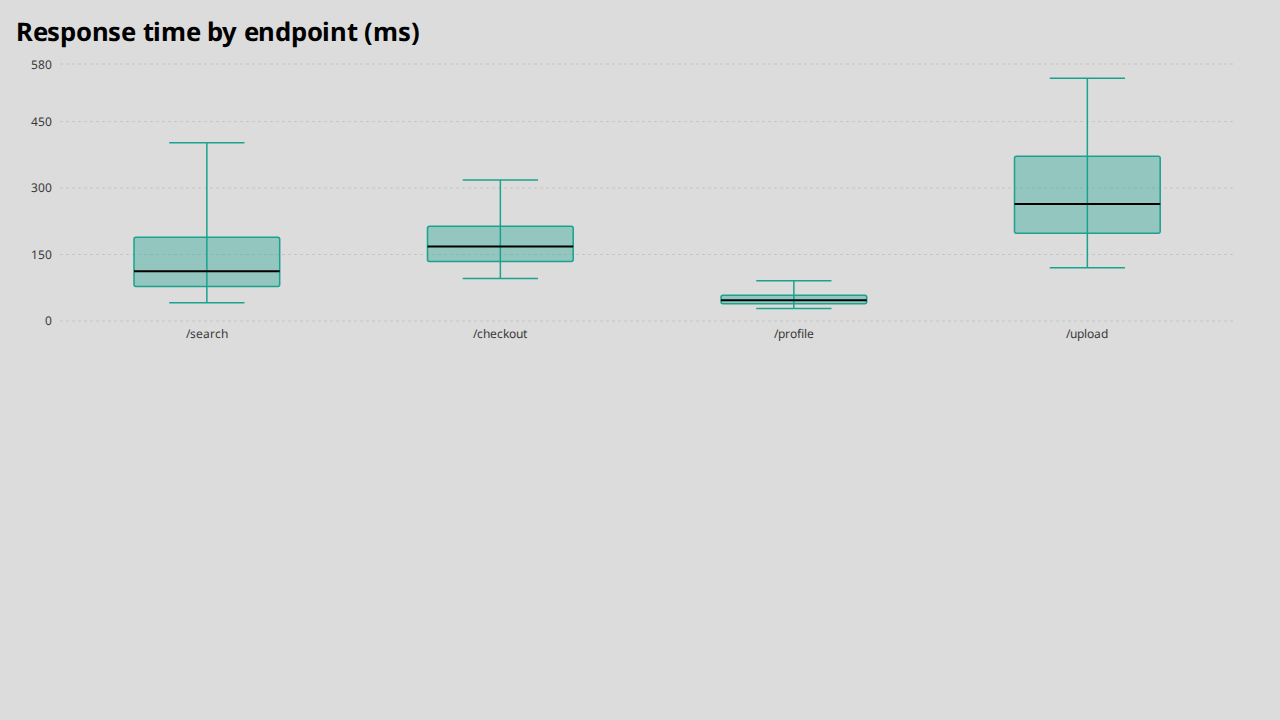 Response time by endpoint (ms)
580
450
300
150
0
/search /checkout /profile /upload